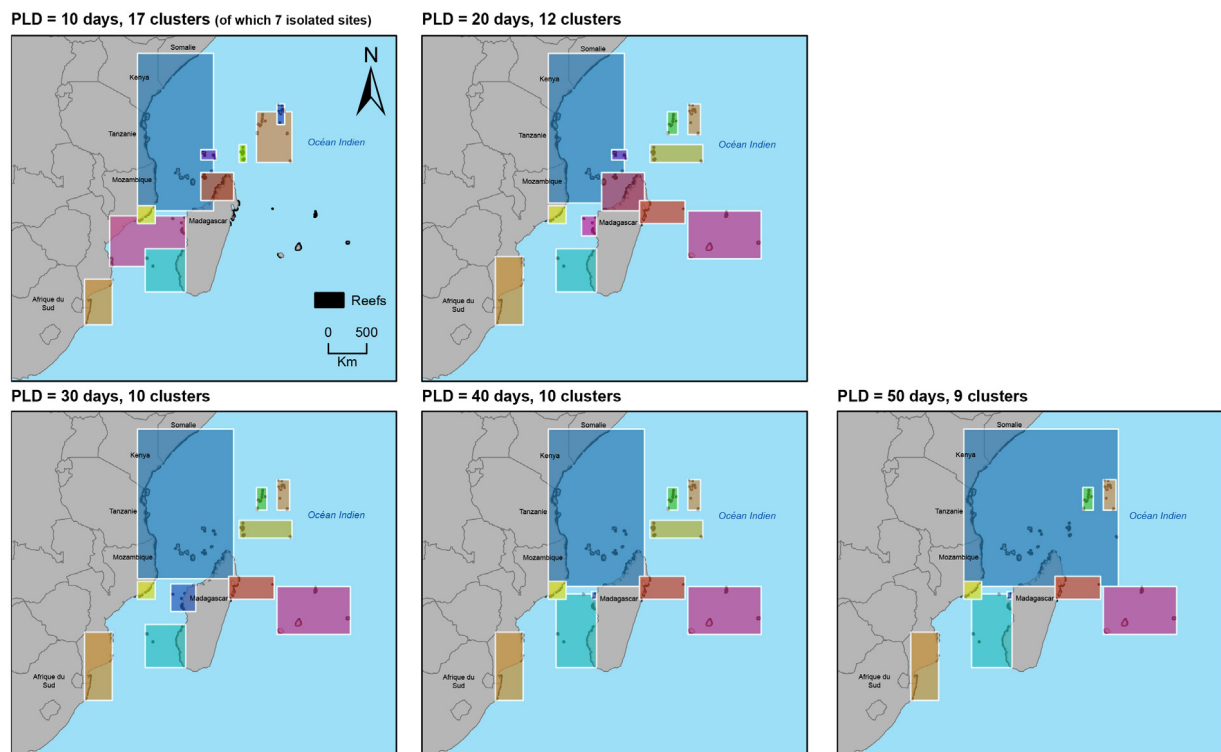 PLD = 10 days, 17 clusters (of which 7 isolated sites)
Somalie
N
Kenya
Tanzanie
Océan Indien
Mozambique
Madagascar
Afrique du
Sud
Reefs
0 500
Km
PLD = 20 days, 12 clusters
Somalie
Kenya
Tanzanie
Océan Indien
Mozambique
Madagascar
Afrique du
Sud
PLD = 30 days, 10 clusters
Somalie
Kenya
Tanzanie
Océan Indien
Mozambique
Madagascar
Afrique du
Sud
PLD = 40 days, 10 clusters
Somalie
Kenya
Tanzanie
Océan Indien
Mozambique
Madagascar
Afrique du
Sud
PLD = 50 days, 9 clusters
Somalie
Kenya
Tanzanie
Océan Indien
Mozambique
Madagascar
Afrique du
Sud